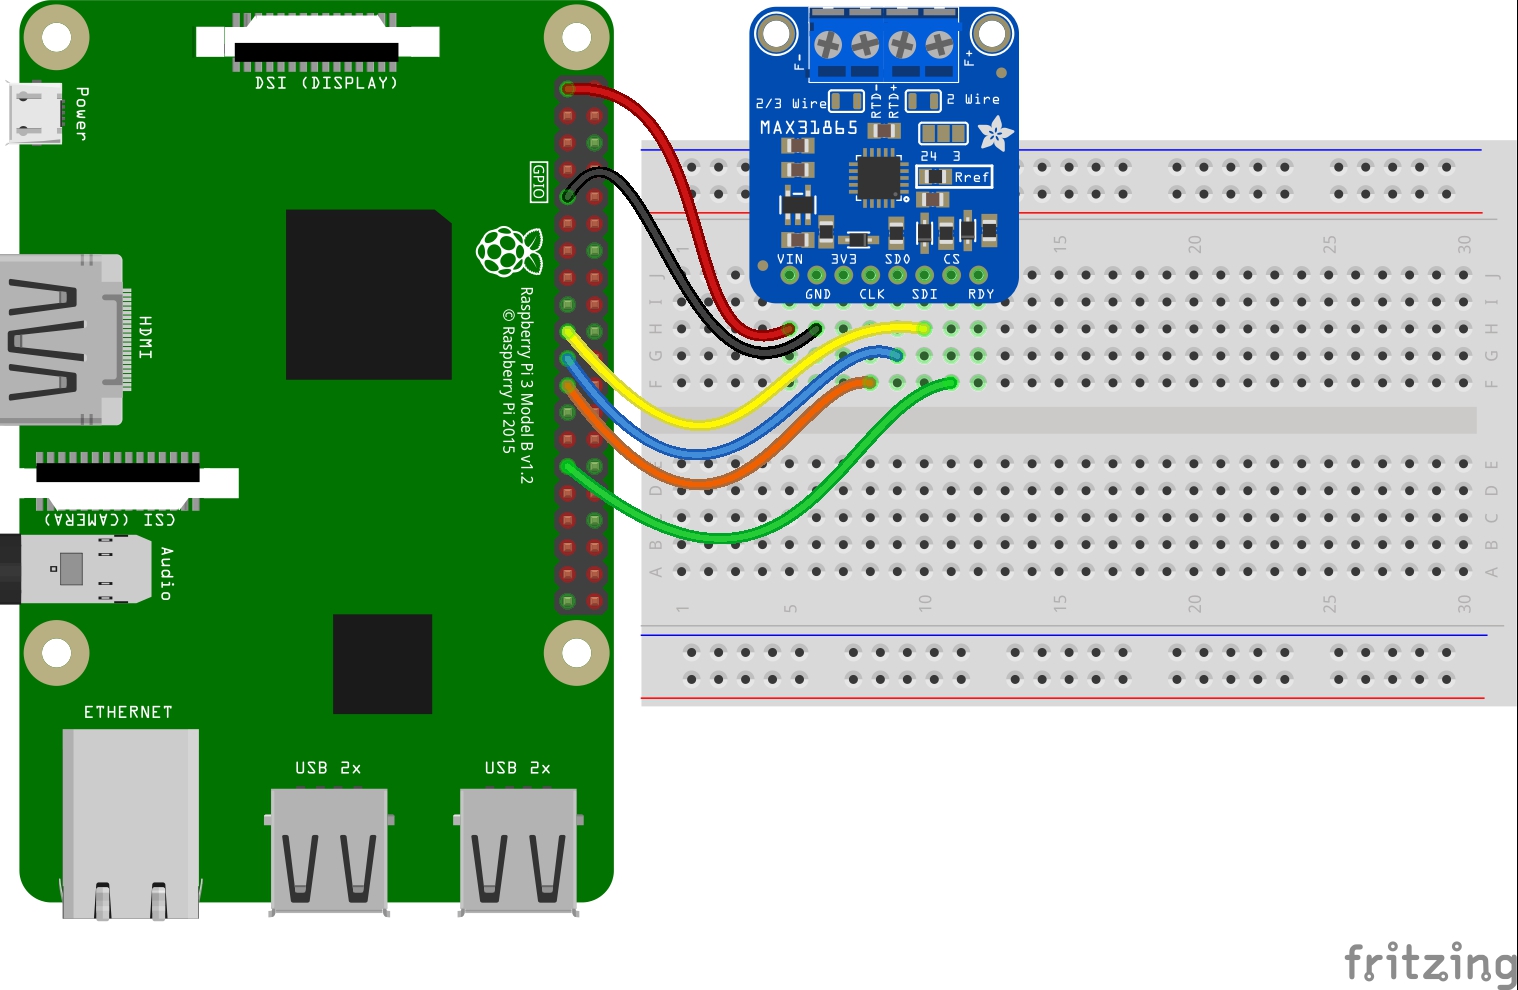 DSI (DISPLAY)
Power
GPIO
HDMI
Raspberry Pi 3 Model B v1.2
© Raspberry Pi 2015
CSI (CAMERA)
Audio
ETHERNET
USB 2x
USB 2x
F-
F+
2/3 Wire
RTD-
RTD+
2 Wire
MAX31865
24 3
Rref
VIN
3V3
SDO
CS
GND
CLK
SDI
RDY
1
15
20
25
30
J
J
I
I
H
H
G
G
F
F
E
E
D
D
C
B
B
A
A
1
5
10
15
20
25
30
fritzing